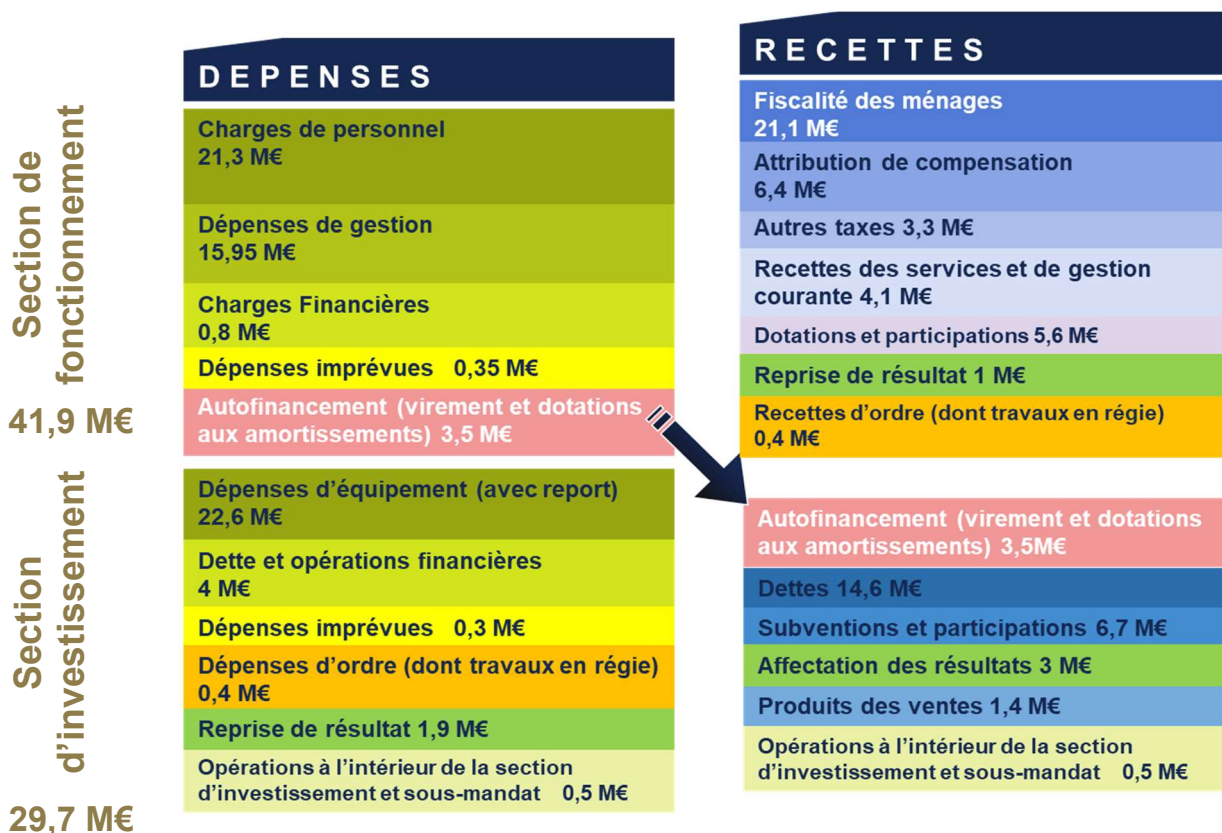 Section de
fonctionnement
41,9 M€
DEPENSES
Charges de personnel
21,3 M€
Dépenses de gestion
15,95 M€
Charges Financières
0,8 M€
Dépenses imprévues 0,35 M€
Autofinancement (virement et dotations
aux amortissements) 3,5 M€
RECETTES
Fiscalité des ménages
21,1 M€
Attribution de compensation
6,4 M€
Autres taxes 3,3 M€
Recettes des services et de gestion
courante 4,1 M€
Dotations et participations 5,6 M€
Reprise de résultat 1 M€
Recettes d'ordre (dont travaux en régie)
0,4 M€
Section
d'investissement
29,7 M€
Dépenses d'équipement (avec report)
22,6 M€
Dette et opérations financières
4 M€
Dépenses imprévues 0,3 M€
Dépenses d'ordre (dont travaux en régie)
0,4 M€
Reprise de résultat 1,9 M€
Opérations à l'intérieur de la section
d'investissement et sous-mandat 0,5 M€
Autofinancement (virement et dotations
aux amortissements) 3,5M€
Dettes 14,6 M€
Subventions et participations 6,7 M€
Affectation des résultats 3 M€
Produits des ventes 1,4 M€
Opérations à l'intérieur de la section
d'investissement et sous-mandat 0,5 M€